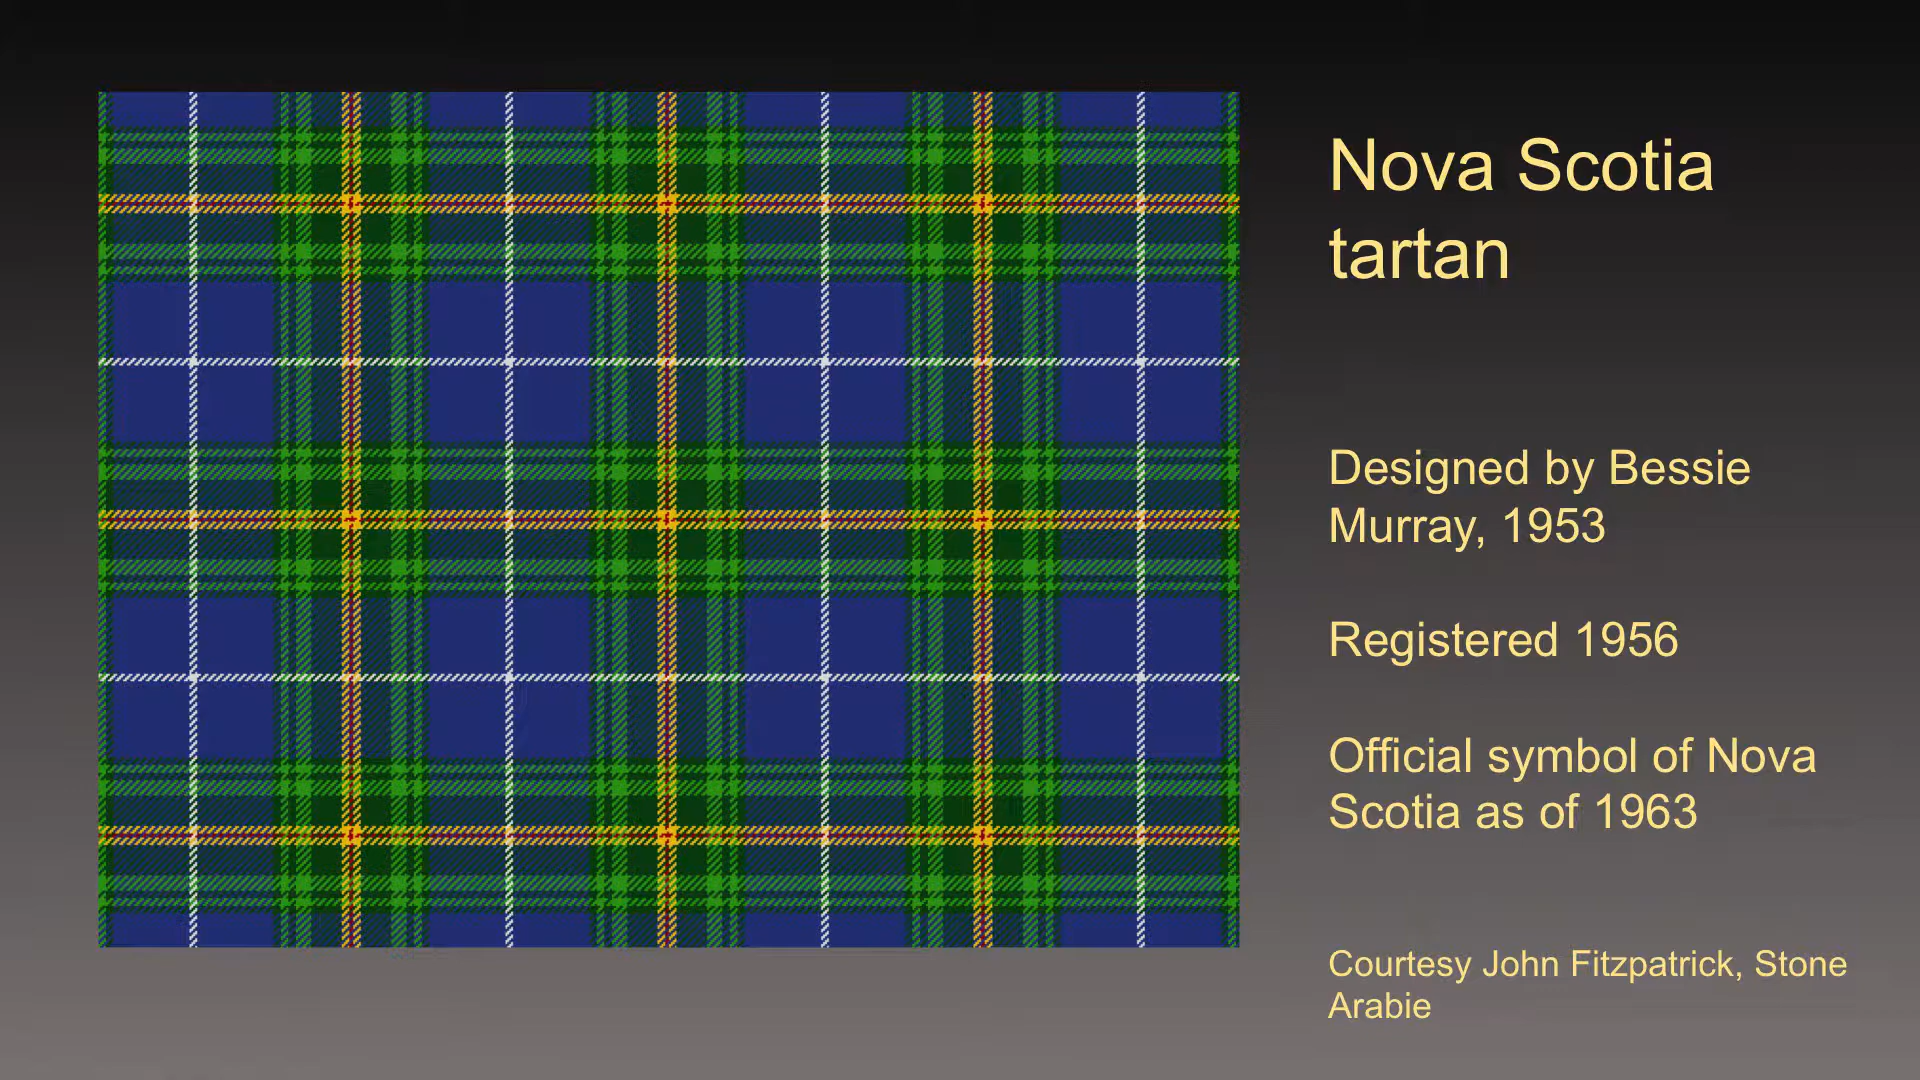 Nova Scotia
tartan
Designed by Bessie
Murray, 1953
Registered 1956
Official symbol of Nova
Scotia as of 1963
Courtesy John Fitzpatrick, Stone
Arabie